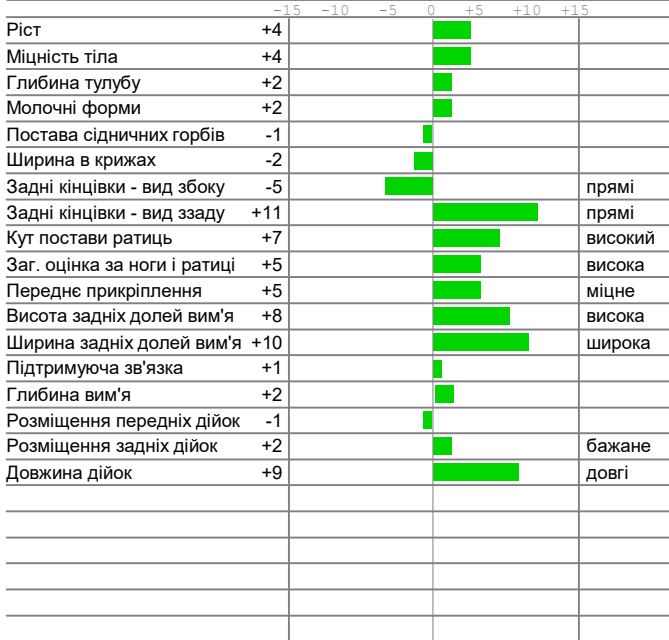 -15 -10 -5 0 +5 +10 +15
Ріст +4
Міцність тіла +4
Глибина тулубу +2
Молочні форми +2
Постава сідничних горбів -1
Ширина в крижах -2
Задні кінцівки - вид збоку -5 прямі
Задні кінцівки - вид ззаду +11 прямі
Кут постави ратиць +7 високий
Заг. оцінка за ноги і ратиці +5 висока
Переднє прикріплення +5 міцне
Висота задніх долей вим'я +8 висока
Ширина задніх долей вим'я +10 широка
Підтримуюча зв'язка +1
Глибина вим'я +2
Розміщення передніх дійок -1
Розміщення задніх дійок +2 бажане
Довжина дійок +9 довгі